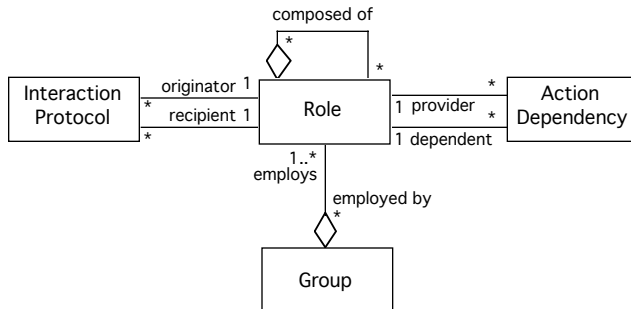 composed of
*
*
Interaction
Protocol
originator 1
*
recipient 1
*
Role
*
1 provider
*
1 dependent
Action
Dependency
1..*
employs
employed by
*
Group